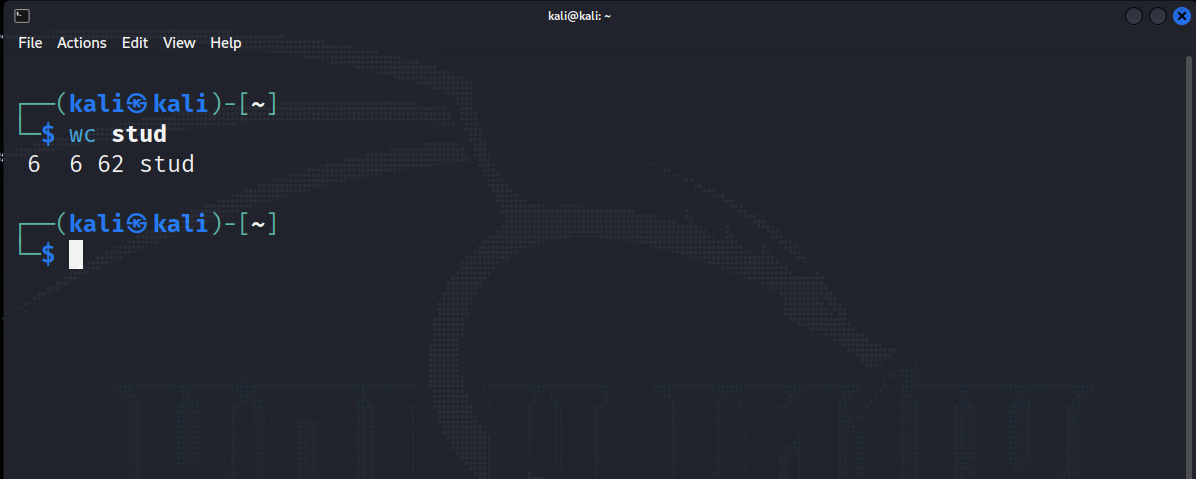 kali@kali: ~
File Actions Edit View Help
┌──(kali㉿kali)-[~]
└─$ wc stud
 6  6 62 stud
┌──(kali㉿kali)-[~]
└─$